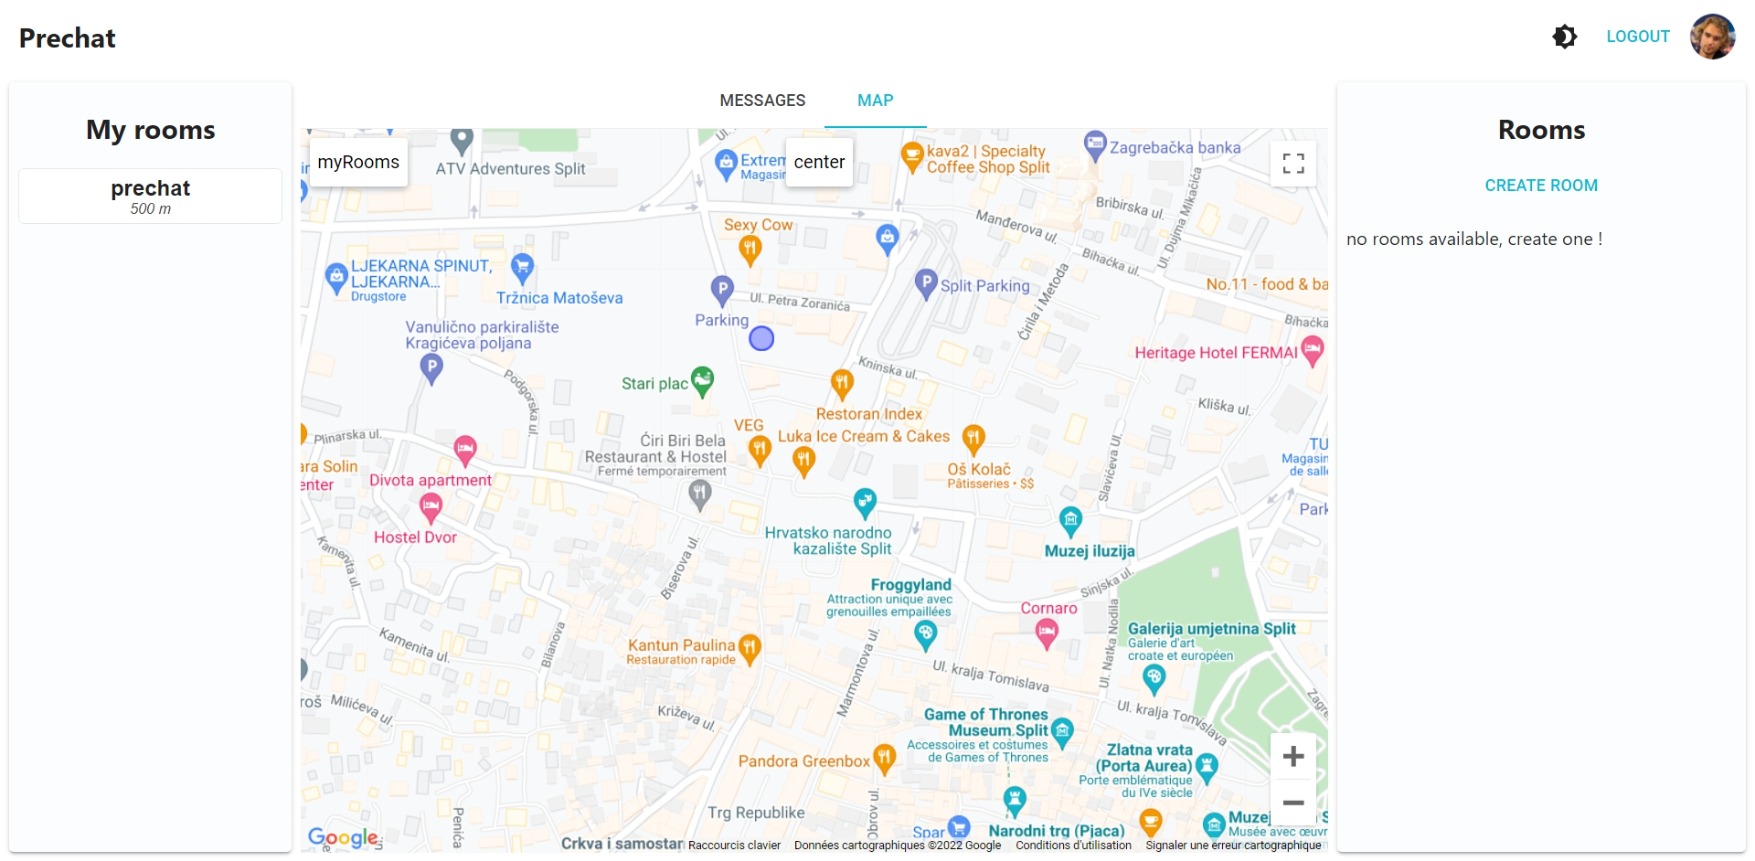 Prechat
LOGOUT
My rooms
prechat
500 m
MESSAGES
MAP
myRooms
center
ATV Adventures Split
Extrem
Magasir
kava2 | Specialty
Coffee Shop Split
Zagrebačka banka
Bribirska ul.
Ul. Dujma Mikačića
Manđerova ul.
Bihaćka ul.
Sexy Cow
LJEKARNA SPINUT,
LJEKARNA...
Drugstore
Tržnica Matoševa
Split Parking
No.11 - food & ba
Ul. Petra Zoranića
Parking
Ćirila i Metoda
Bihaćka
Vanulično parkiralište
Kragićeva poljana
Heritage Hotel FERMAI
Kninska ul.
Podgorska ul.
Stari plac
Restoran Index
Kliška ul.
VEG
Luka Ice Cream & Cakes
Plinarska ul.
Ćiri Biri Bela
Restaurant & Hostel
Fermé temporairement
Oš Kolač
Pâtisseries • $$
Slavićeva ul.
TU
Magasin
de salle
ara Solin
enter
Divota apartment
Hostel Dvor
Park
Hrvatsko narodno
kazalište Split
Muzej iluzija
Kamenita ul.
Biserova ul.
Froggyland
Attraction unique avec
grenouilles empaillées
Sinjska ul.
Cornaro
Ul. Natka Nodila
Galerija umjetnina Split
Galerie d'art
croate et européen
Kamenita ul.
Bilanova
Kantun Paulina
Restauration rapide
Marmontova ul.
Ul. kralja Tomislava
roš
Milićeva ul.
Križeva ul.
Ul. kralja Tomislava
Zagre
Game of Thrones
Museum Split
Accessoires et costumes
de Games of Thrones
Pandora Greenbox
Zlatna vrata
(Porta Aurea)
Porte emblématique
du IVe siècle
Trg Republike
Penića
Obrov ul.
Spar
Narodni trg (Pjaca)
Muzej
S
Musée avec œuvr
Google
Crkva i samostan
Raccourcis clavier
Données cartographiques ©2022 Google
Conditions d'utilisation
Signaler une erreur cartographique
Rooms
CREATE ROOM
no rooms available, create one !